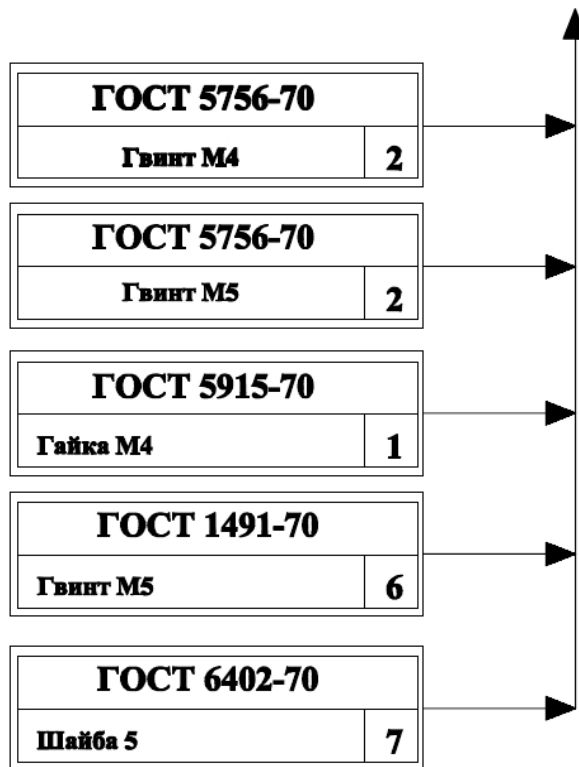 ГОСТ 5756-70
Гвинт М4 2
ГОСТ 5756-70
Гвинт М5 2
ГОСТ 5915-70
Гайка М4 1
ГОСТ 1491-70
Гвинт М5 6
ГОСТ 6402-70
Шайба 5 7